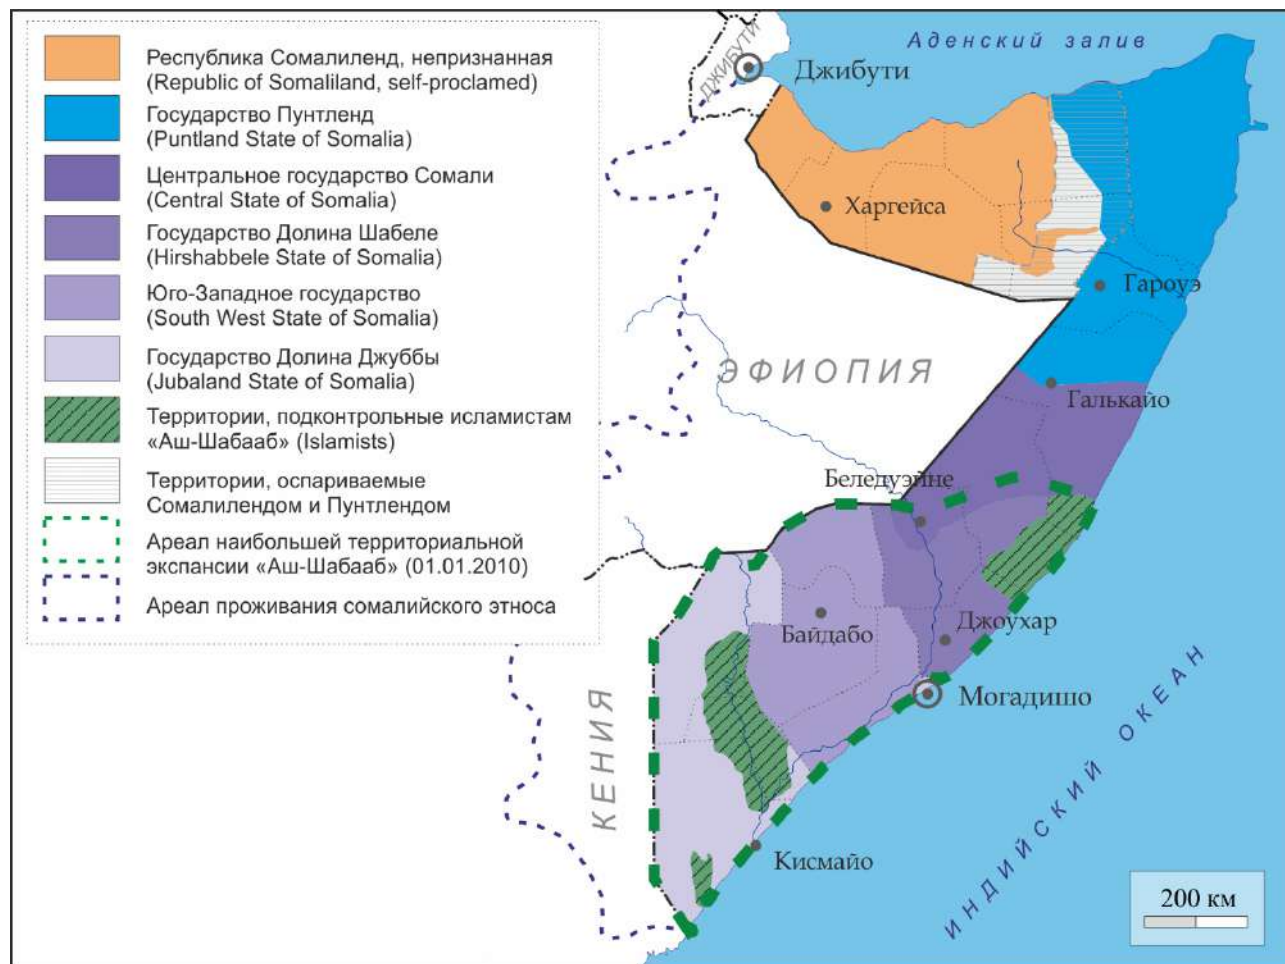 Республика Сомалиленд, непризнанная
(Republic of Somaliland, self-proclamed)
Государство Пунтленд
(Puntland State of Somalia)
Центральное государство Сомали
(Central State of Somalia)
Государство Долина Шабеле
(Hirshabbele State of Somalia)
Юго-Западное государство
(South West State of Somalia)
Государство Долина Джуббы
(Jubaland State of Somalia)
Территории, подконтрольные исламистам
«Аш-Шабааб» (Islamists)
Территории, оспариваемые
Сомалилендом и Пунтлендом
Ареал наибольшей территориальной
экспансии «Аш-Шабааб» (01.01.2010)
Ареал проживания сомалийского этноса
ДЖИБУТИ
Джибути
Аденский залив
Харгейса
Гароуэ
ЭФИОПИЯ
Галькайо
Беледуэйне
Байдабо
Джоухар
Могадишо
КЕНИЯ
Кисмайо
ИНДИЙСКИЙ ОКЕАН
200 км